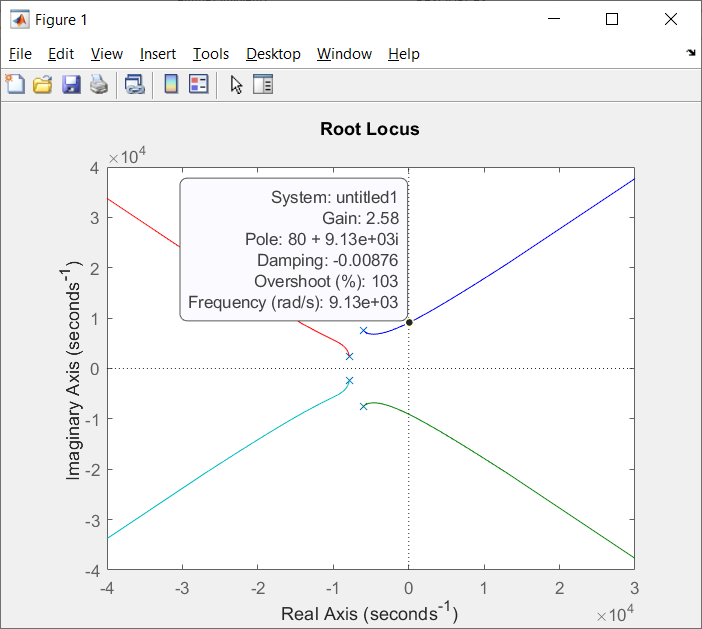 Figure 1
File Edit View Insert Tools Desktop Window Help
Root Locus
×10⁴
4
3
2
1
0
-1
-2
-3
-4
Imaginary Axis (seconds⁻¹)
System: untitled1
Gain: 2.58
Pole: 80 + 9.13e+03i
Damping: -0.00876
Overshoot (%): 103
Frequency (rad/s): 9.13e+03
-4 -3 -2 -1 0 1 2 3
Real Axis (seconds⁻¹)
×10⁴